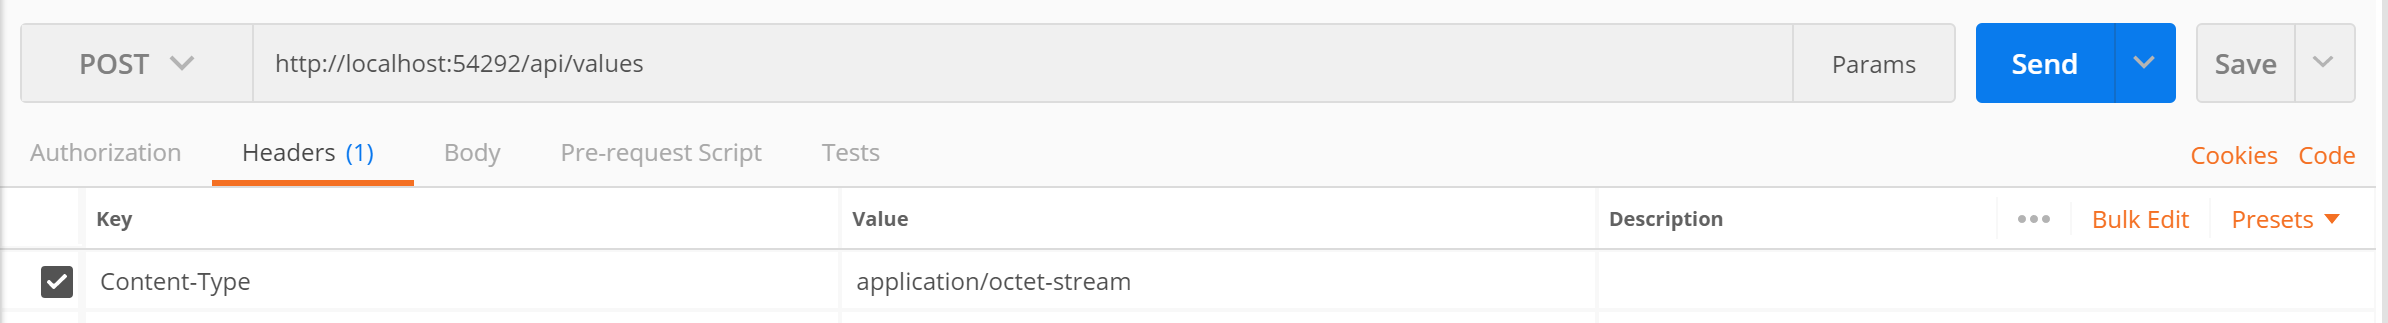 POST http://localhost:54292/api/values Params Send Save
Authorization Headers (1) Body Pre-request Script Tests Cookies Code
Key Value Description Bulk Edit Presets
Content-Type application/octet-stream